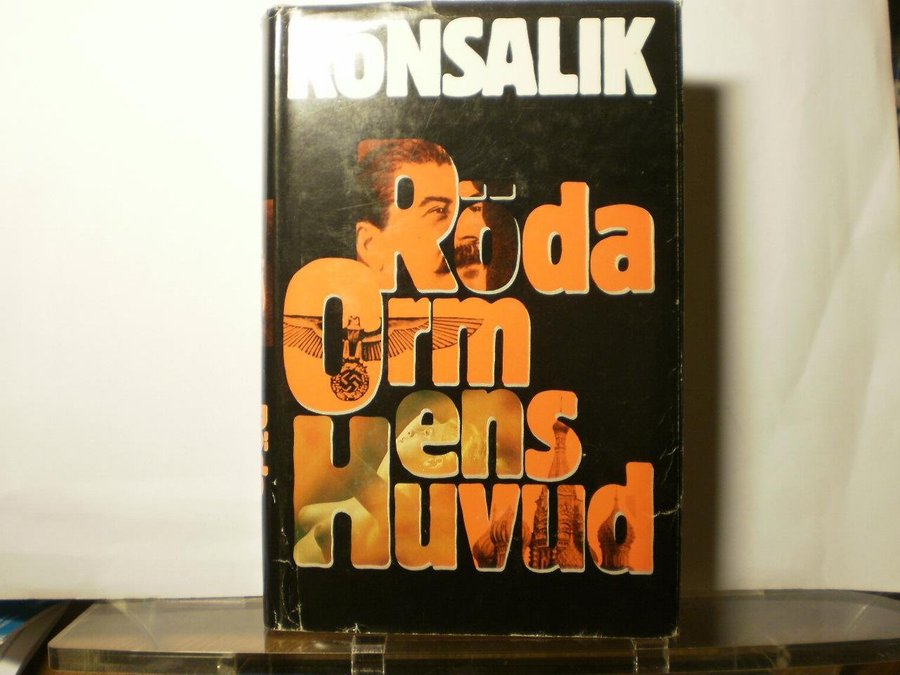 KONSALIK
Röda
Orm
ens
Huvud